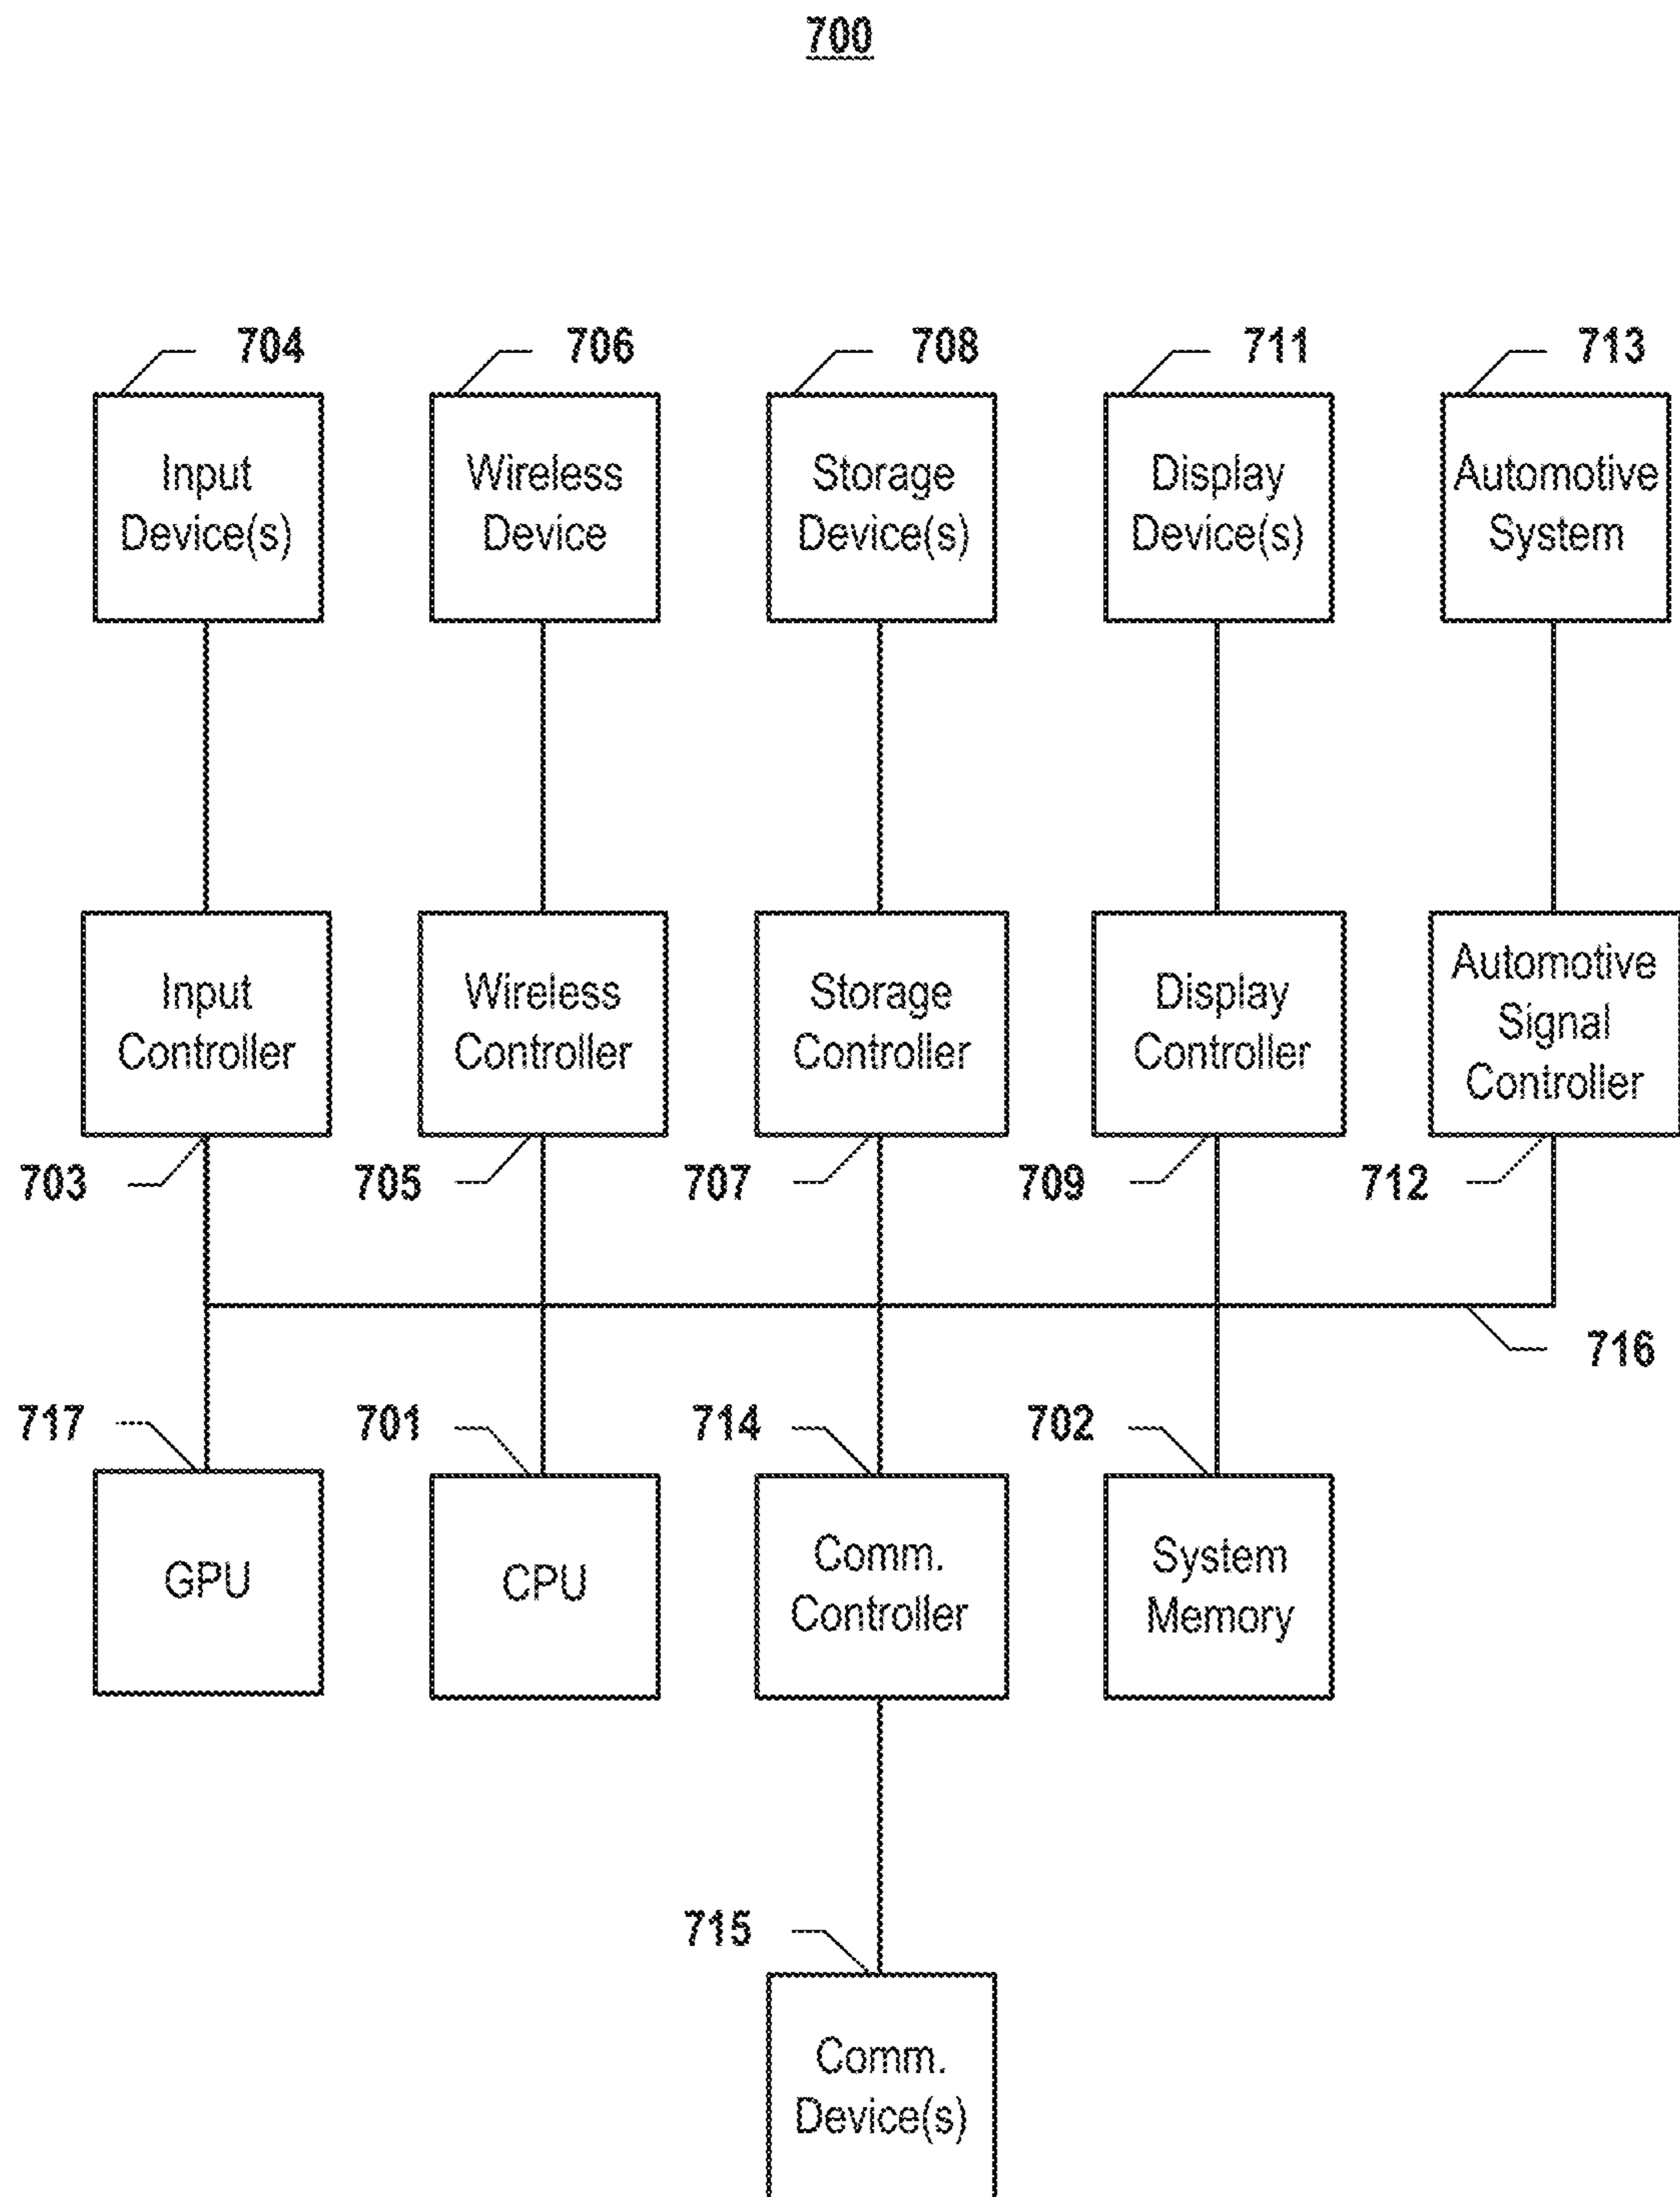 700
704
706
708
711
713
Input
Device(s)
Wireless
Device
Storage
Device(s)
Display
Device(s)
Automotive
System
Input
Controller
Wireless
Controller
Storage
Controller
Display
Controller
Automotive
Signal
Controller
703
705
707
709
712
716
717
701
714
702
GPU
CPU
Comm.
Controller
System
Memory
715
Comm.
Device(s)